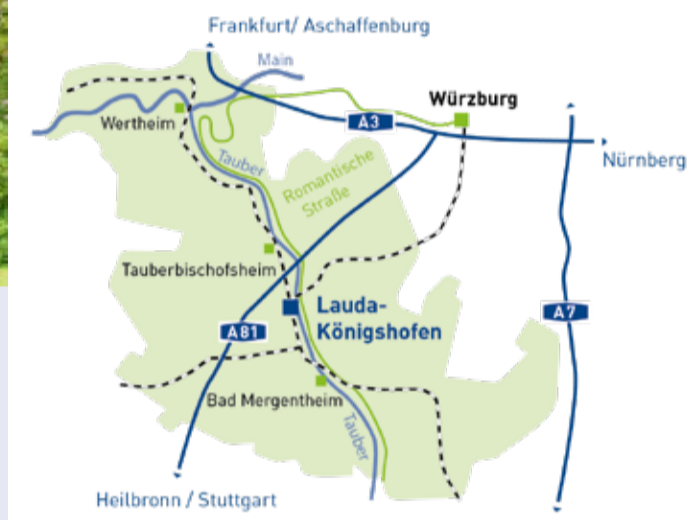 Frankfurt/ Aschaffenburg
Main
Würzburg
A3
Wertheim
Nürnberg
Tauber
Romantische
Straße
Tauberbischofsheim
Lauda-
Königshofen
A7
A81
Bad Mergentheim
Tauber
Heilbronn / Stuttgart